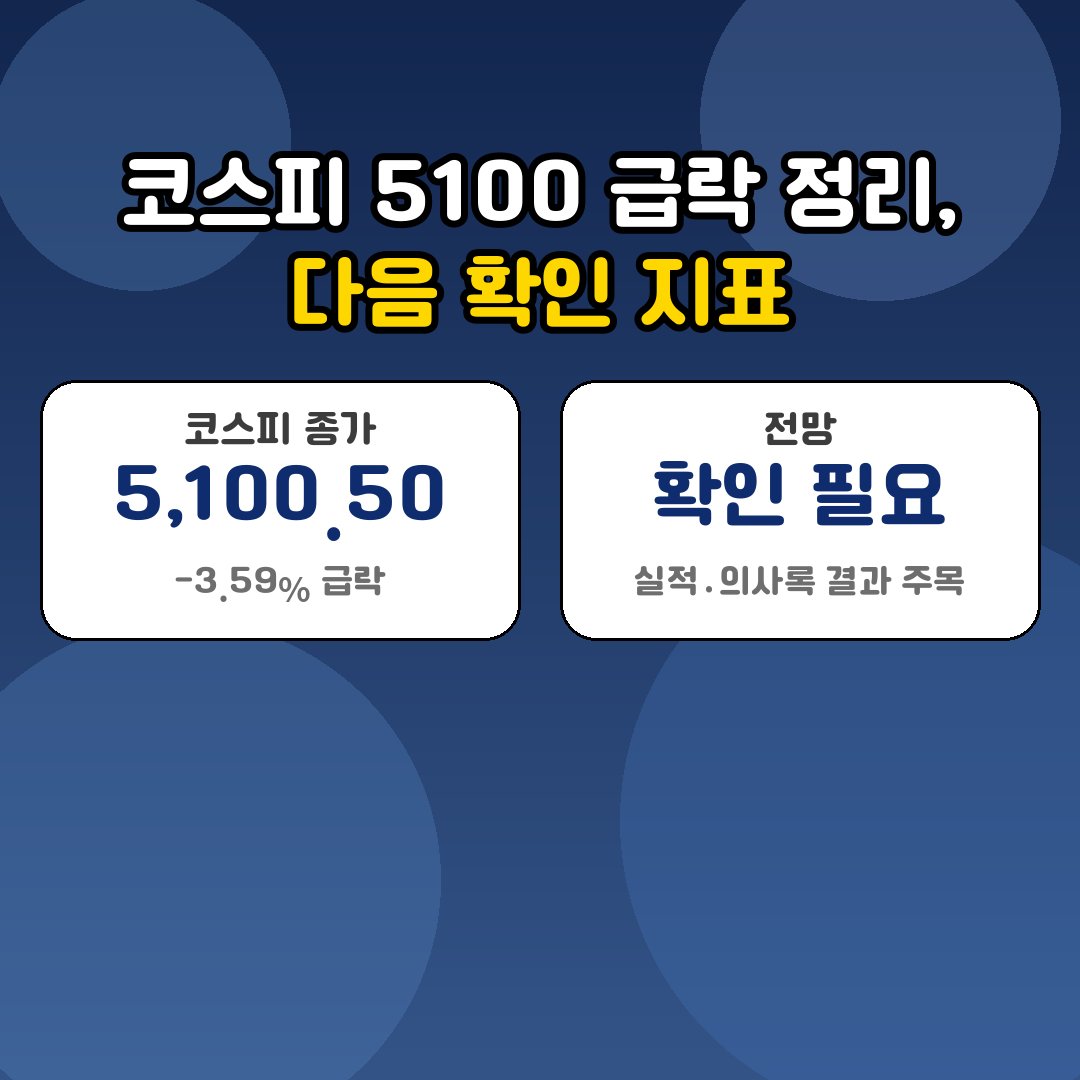 코스피 5100 급락 정리,
다음 확인 지표
코스피 종가
5,100.50
-3.59% 급락
전망
확인 필요
실적·의사록 결과 주목